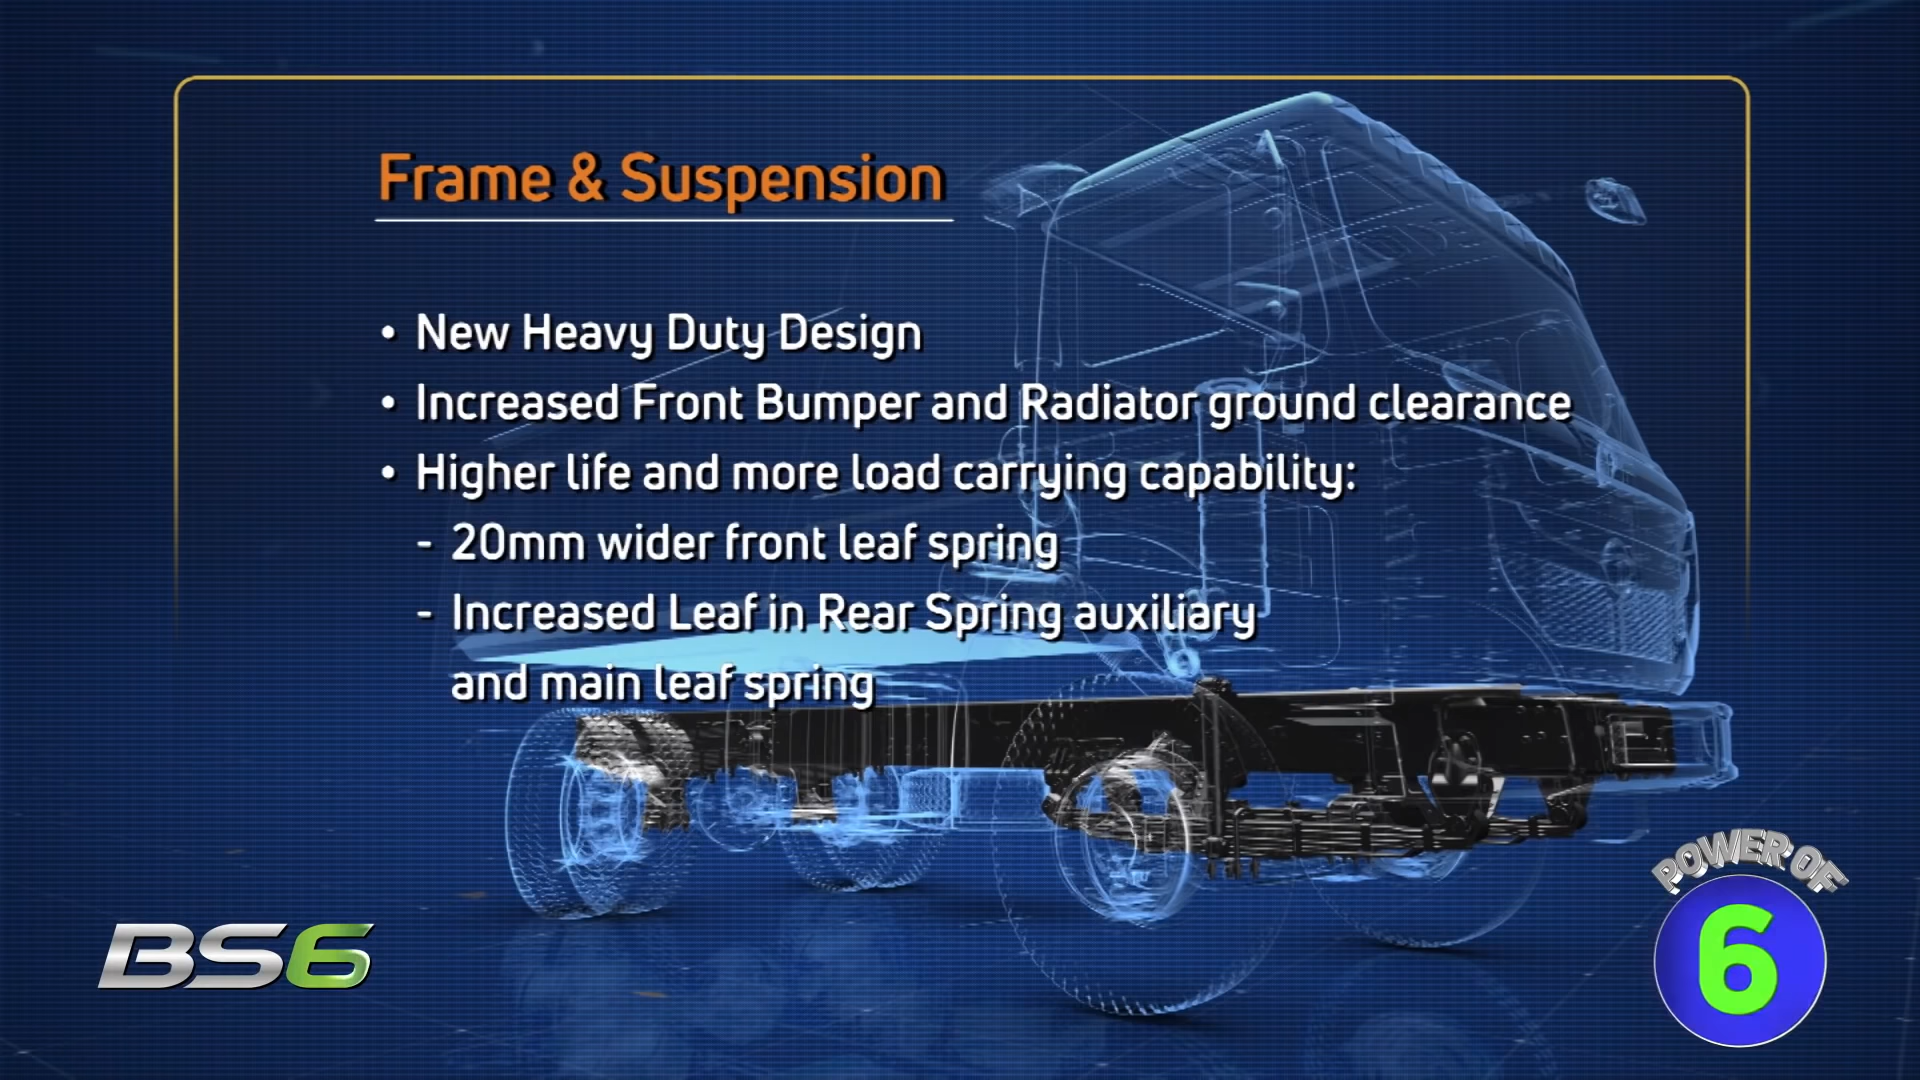 Frame & Suspension
• New Heavy Duty Design
• Increased Front Bumper and Radiator ground clearance
• Higher life and more load carrying capability:
- 20mm wider front leaf spring
- Increased Leaf in Rear Spring auxiliary
and main leaf spring
BS6
POWER OF
6